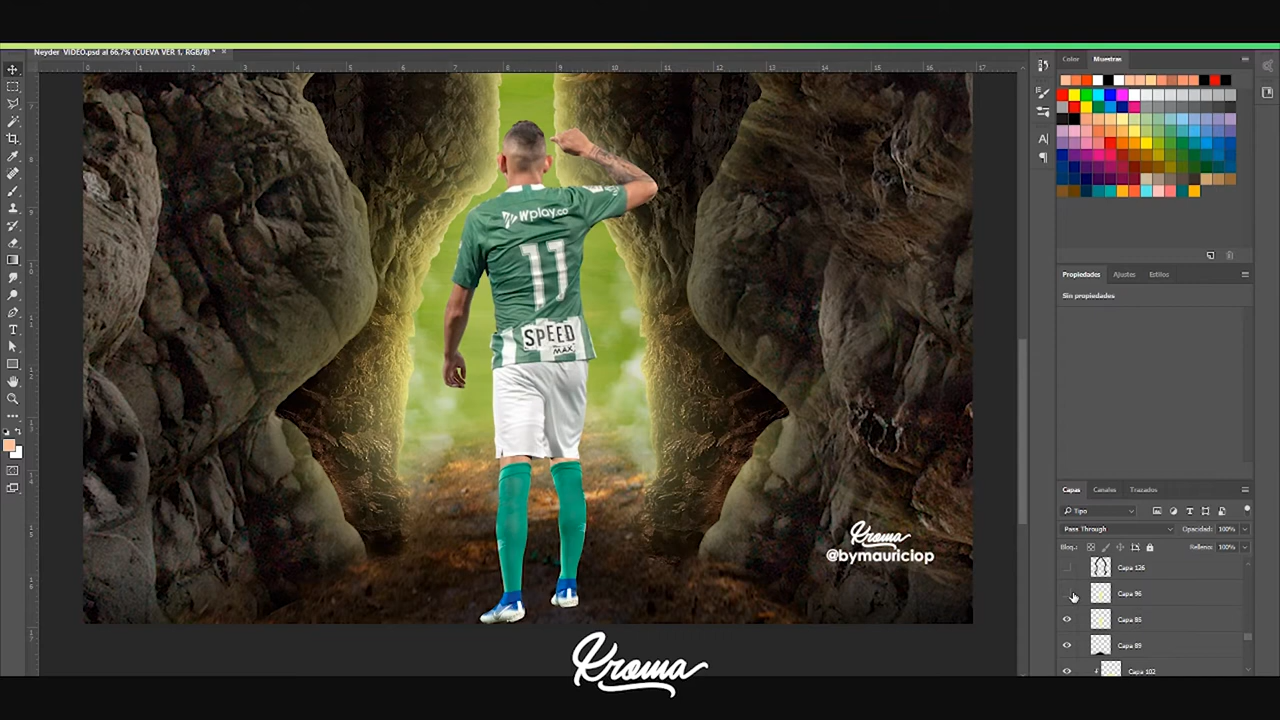 Neyder VIDEO.psd al 66,7% (CUEVA VER 1, RGB/8) *
Color Muestras
Wplay.co
11
SPEED
MAX
Kroma
@bymauriciop
Kroma
Propiedades Ajustes Estilos
Sin propiedades
Capas Canales Trazados
Tipo
Pass Through Opacidad: 100%
Bloq.: Relleno: 100%
Capa 126
Capa 96
Capa 85
Capa 89
Capa 102